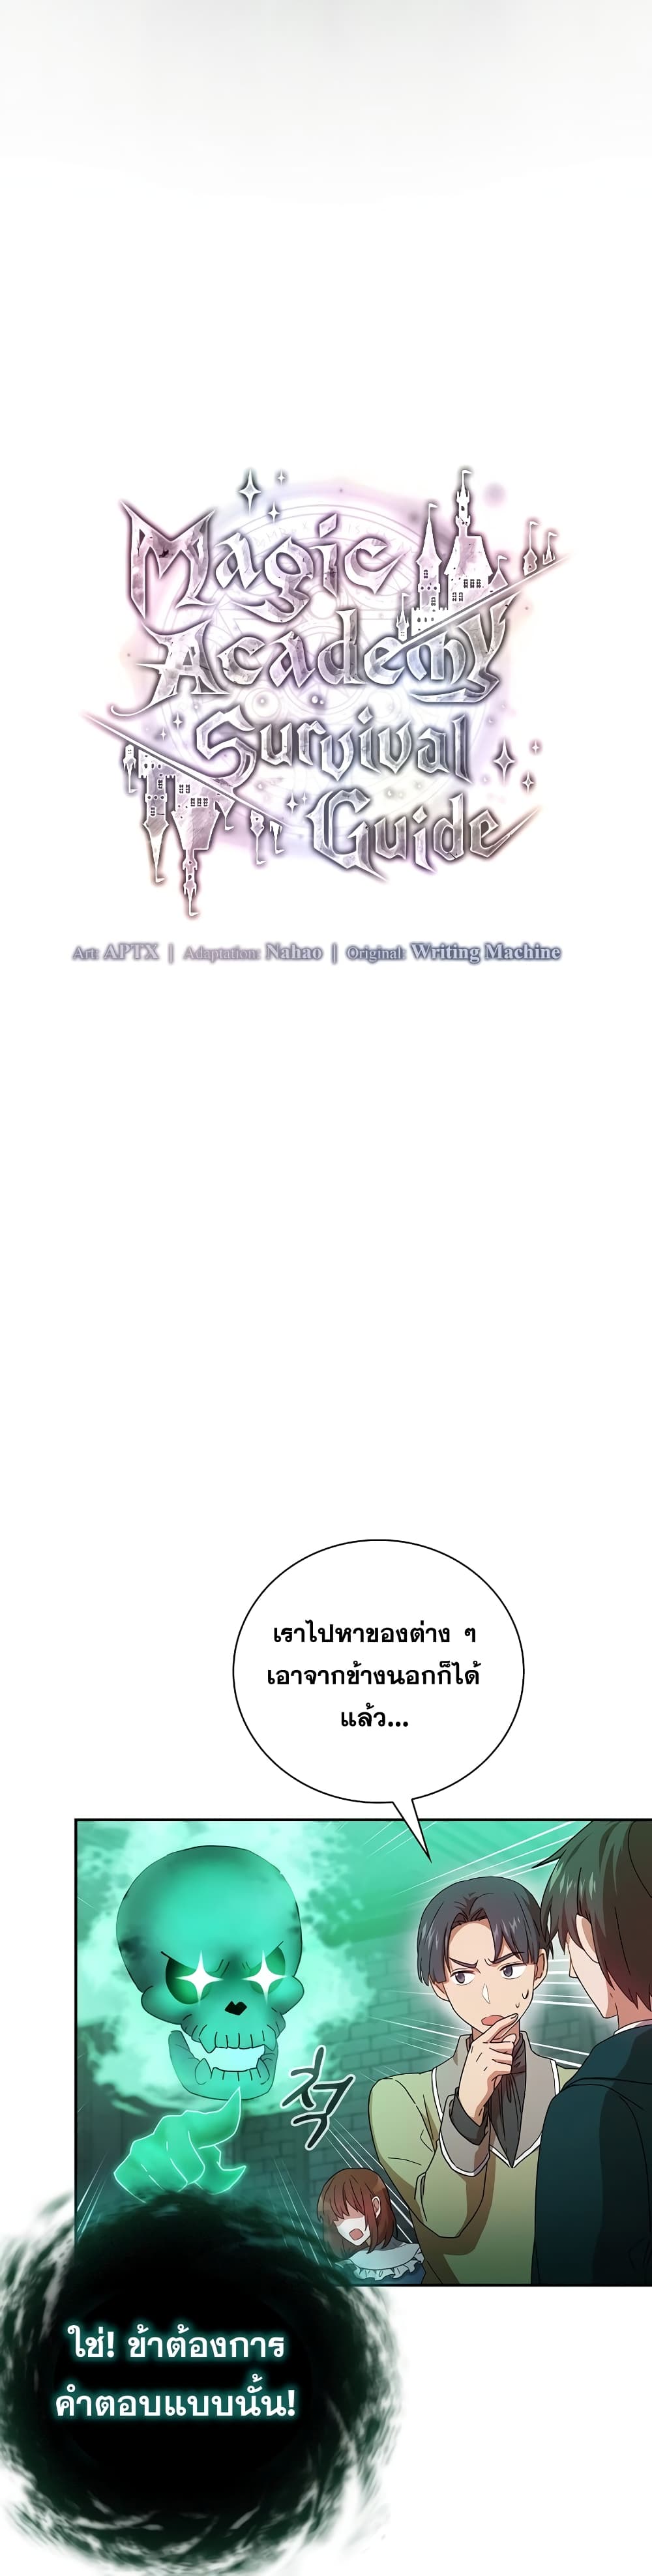 Magic
Academy
Survival
Guide
Art: APTX | Adaptation: Nahao | Original: Writing Machine
เราไปหาของต่าง ๆ
เอาจากข้างนอกก็ได้
แล้ว...
척
ใช่! ข้าต้องการ
คำตอบแบบนั้น!